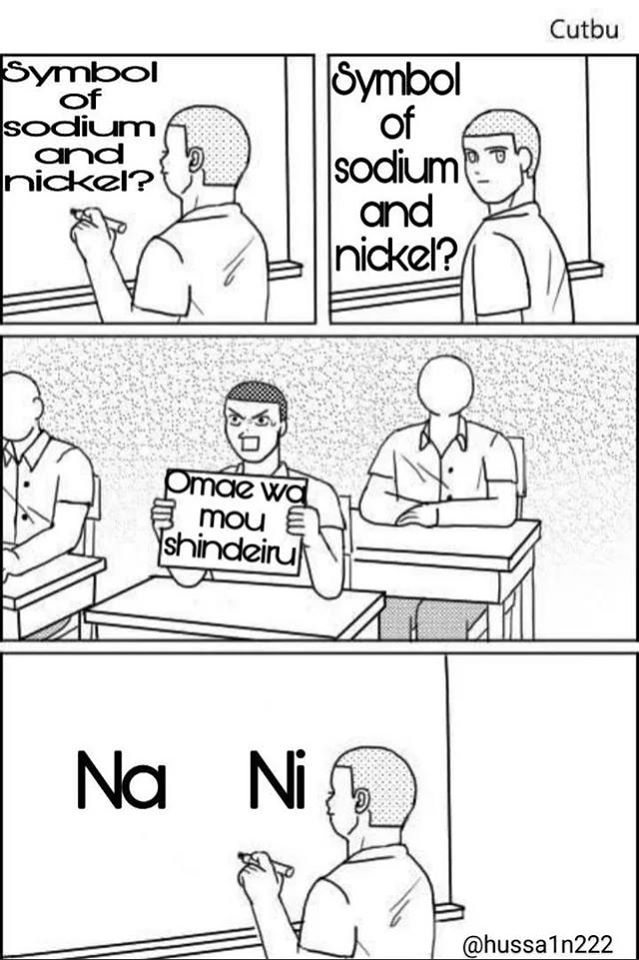 Cutbu
Symbol
of
sodium
and
nickel?
Symbol
of
sodium
and
nickel?
Omae wa
mou
shindeiru
Na Ni
@hussa1n222